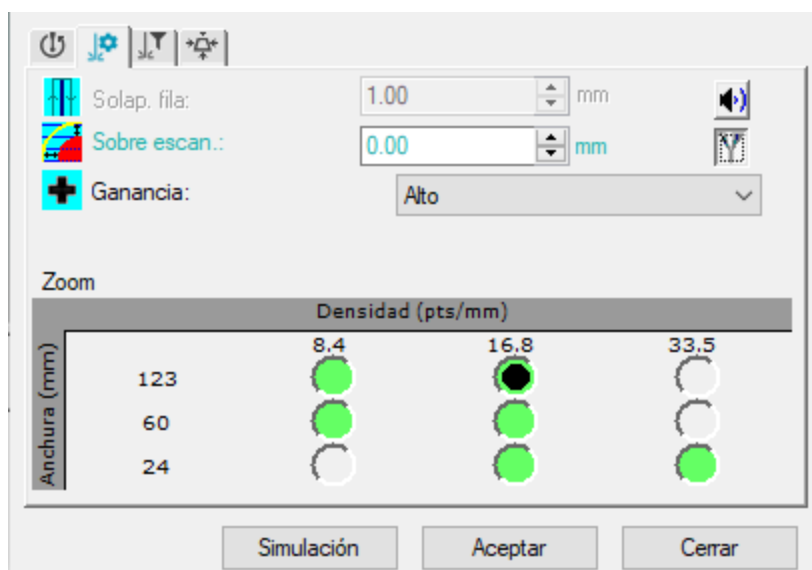 Solap. fila: 1.00 mm
Sobre escan.: 0.00 mm
Ganancia: Alto
Zoom
Densidad (pts/mm)
8.4 16.8 33.5
Anchura (mm)
123
60
24
Simulación Aceptar Cerrar